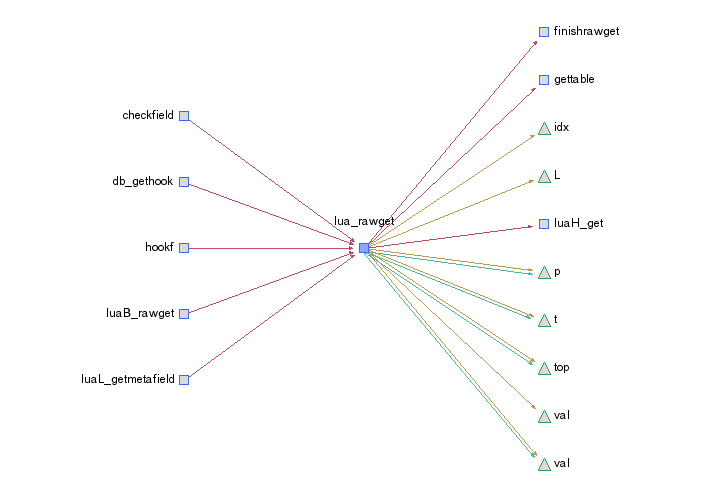 checkfield
db_gethook
hookf
luaB_rawget
luaL_getmetafield
lua_rawget
finishrawget
gettable
idx
L
luaH_get
p
t
top
val
val